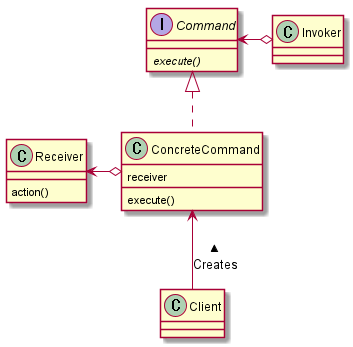 I Command
execute()
C Invoker
C Receiver
action()
C ConcreteCommand
receiver
execute()
▲
Creates
C Client